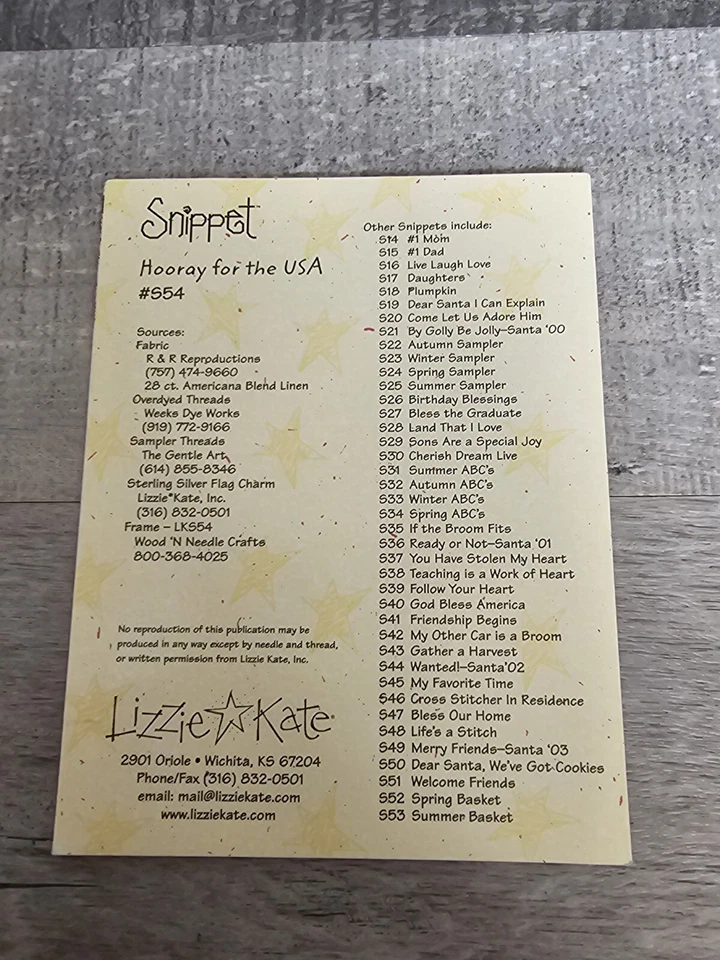 Snippet
Hooray for the USA
#S54
Sources:
Fabric
R & R Reproductions
(757) 474-9660
28 ct. Americana Blend Linen
Overdyed Threads
Weeks Dye Works
(919) 772-9166
Sampler Threads
The Gentle Art
(614) 855-8346
Sterling Silver Flag Charm
Lizzie*Kate, Inc.
(316) 832-0501
Frame – LKS54
Wood 'N Needle Crafts
800-368-4025
No reproduction of this publication may be
produced in any way except by needle and thread,
or written permission from Lizzie Kate, Inc.
Lizzie Kate
2901 Oriole • Wichita, KS 67204
Phone/Fax (316) 832-0501
email: mail@lizziekate.com
www.lizziekate.com
Other Snippets include:
S14 #1 Mom
S15 #1 Dad
S16 Live Laugh Love
S17 Daughters
S18 Plumpkin
S19 Dear Santa I Can Explain
S20 Come Let Us Adore Him
S21 By Golly Be Jolly–Santa '00
S22 Autumn Sampler
S23 Winter Sampler
S24 Spring Sampler
S25 Summer Sampler
S26 Birthday Blessings
S27 Bless the Graduate
S28 Land That I Love
S29 Sons Are a Special Joy
S30 Cherish Dream Live
S31 Summer ABC's
S32 Autumn ABC's
S33 Winter ABC's
S34 Spring ABC's
S35 If the Broom Fits
S36 Ready or Not–Santa '01
S37 You Have Stolen My Heart
S38 Teaching is a Work of Heart
S39 Follow Your Heart
S40 God Bless America
S41 Friendship Begins
S42 My Other Car is a Broom
S43 Gather a Harvest
S44 Wanted!–Santa'02
S45 My Favorite Time
S46 Cross Stitcher In Residence
S47 Bless Our Home
S48 Life's a Stitch
S49 Merry Friends–Santa '03
S50 Dear Santa, We've Got Cookies
S51 Welcome Friends
S52 Spring Basket
S53 Summer Basket